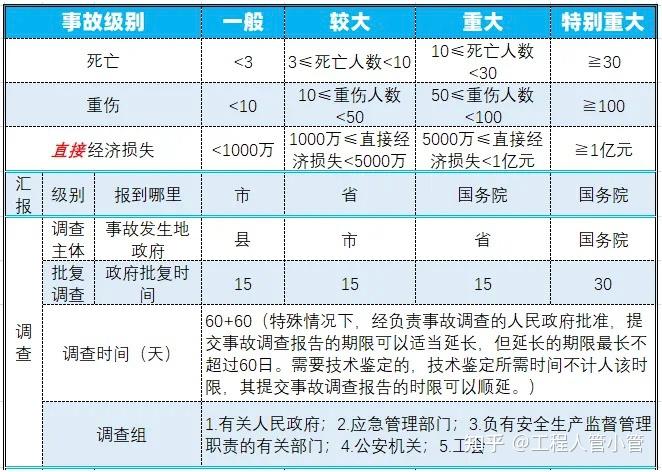 事故级别 一般 较大 重大 特别重大
死亡 <3 3≤死亡人数<10 10≤死亡人数<30 ≧30
重伤 <10 10≤重伤人数<50 50≤重伤人数<100 ≧100
直接经济损失 <1000万 1000万≤直接经济损失<5000万 5000万≤直接经济损失<1亿元 ≧1亿元
汇报 级别 报到哪里 市 省 国务院 国务院
调查 调查主体 事故发生地政府 县 市 省 国务院
批复调查 政府批复时间 15 15 15 30
调查时间（天）
60+60（特殊情况下，经负责事故调查的人民政府批准，提
交事故调查报告的期限可以适当延长，但延长的期限最长不
超过60日。需要技术鉴定的，技术鉴定所需时间不计人该时
限，其提交事故调查报告的时限可以顺延。）
调查组
1.有关人民政府；2.应急管理部门；3.负有安全生产监督管理
职责的有关部门；4.公安机关；5.工会
知乎 @工程人管小管